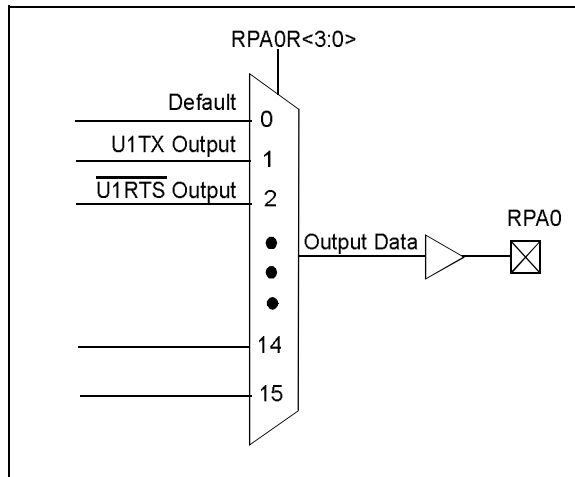 RPA0R<3:0>
Default
0
U1TX Output
1
U1RTS Output
2
RPA0
Output Data
14
15